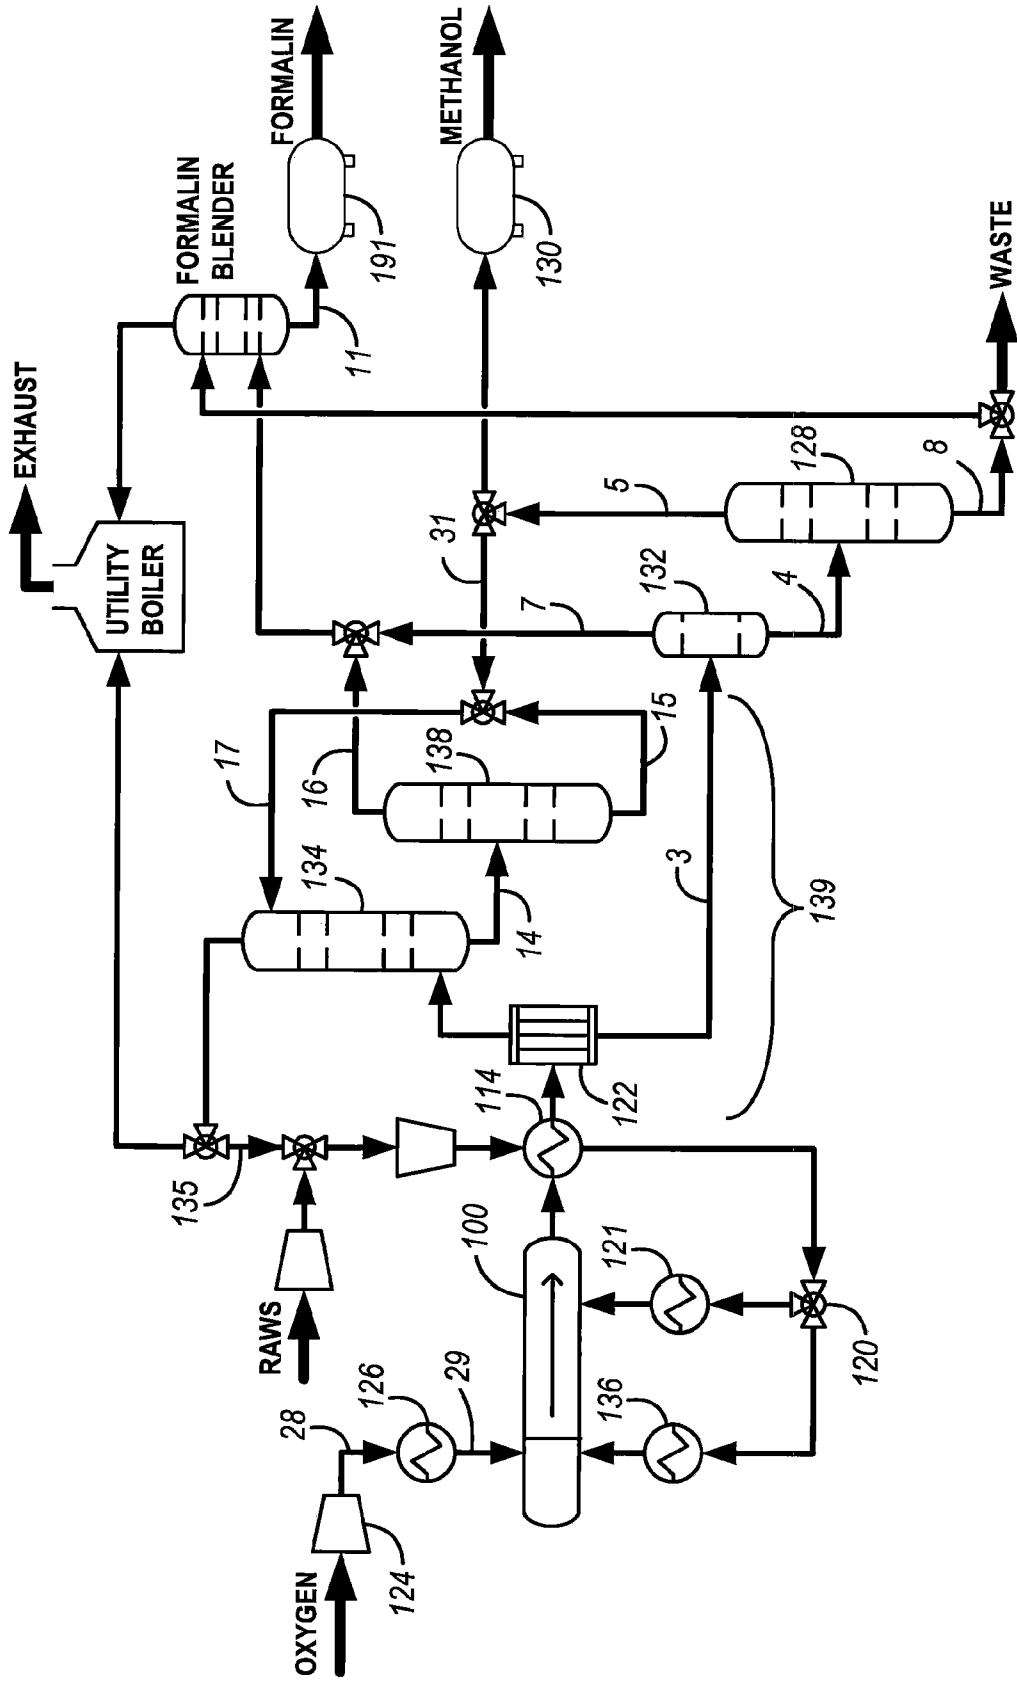 EXHAUST
UTILITY
BOILER
FORMALIN
BLENDER
FORMALIN
191
11
METHANOL
130
WASTE
128
8
5
31
132
7
4
17
16
138
15
134
14
3
139
135
114
122
RAWS
100
121
120
OXYGEN
124
28
126
29
136